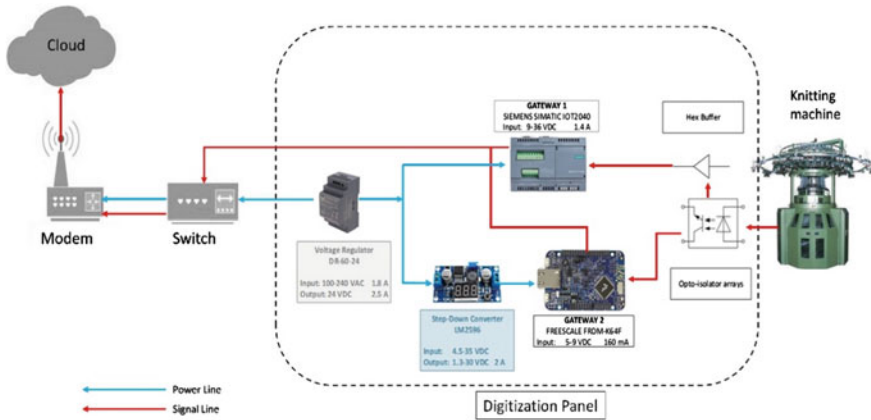 Cloud
GATEWAY 1
SIEMENS SIMATIC IOT2040
Input: 9-36 VDC 1.4 A
Hex Buffer
Knitting
machine
Modem
Switch
Voltage Regulator
DR-60-24
Input: 100-240 VAC 1.8 A
Output: 24 VDC 2.5 A
Opto-isolator arrays
Step-Down Converter
LM2596
Input: 4.5-35 VDC
Output: 1.3-30 VDC 2 A
GATEWAY 2
FREESCALE FRDM-K64F
Input: 5-9 VDC 160 mA
Power Line
Signal Line
Digitization Panel